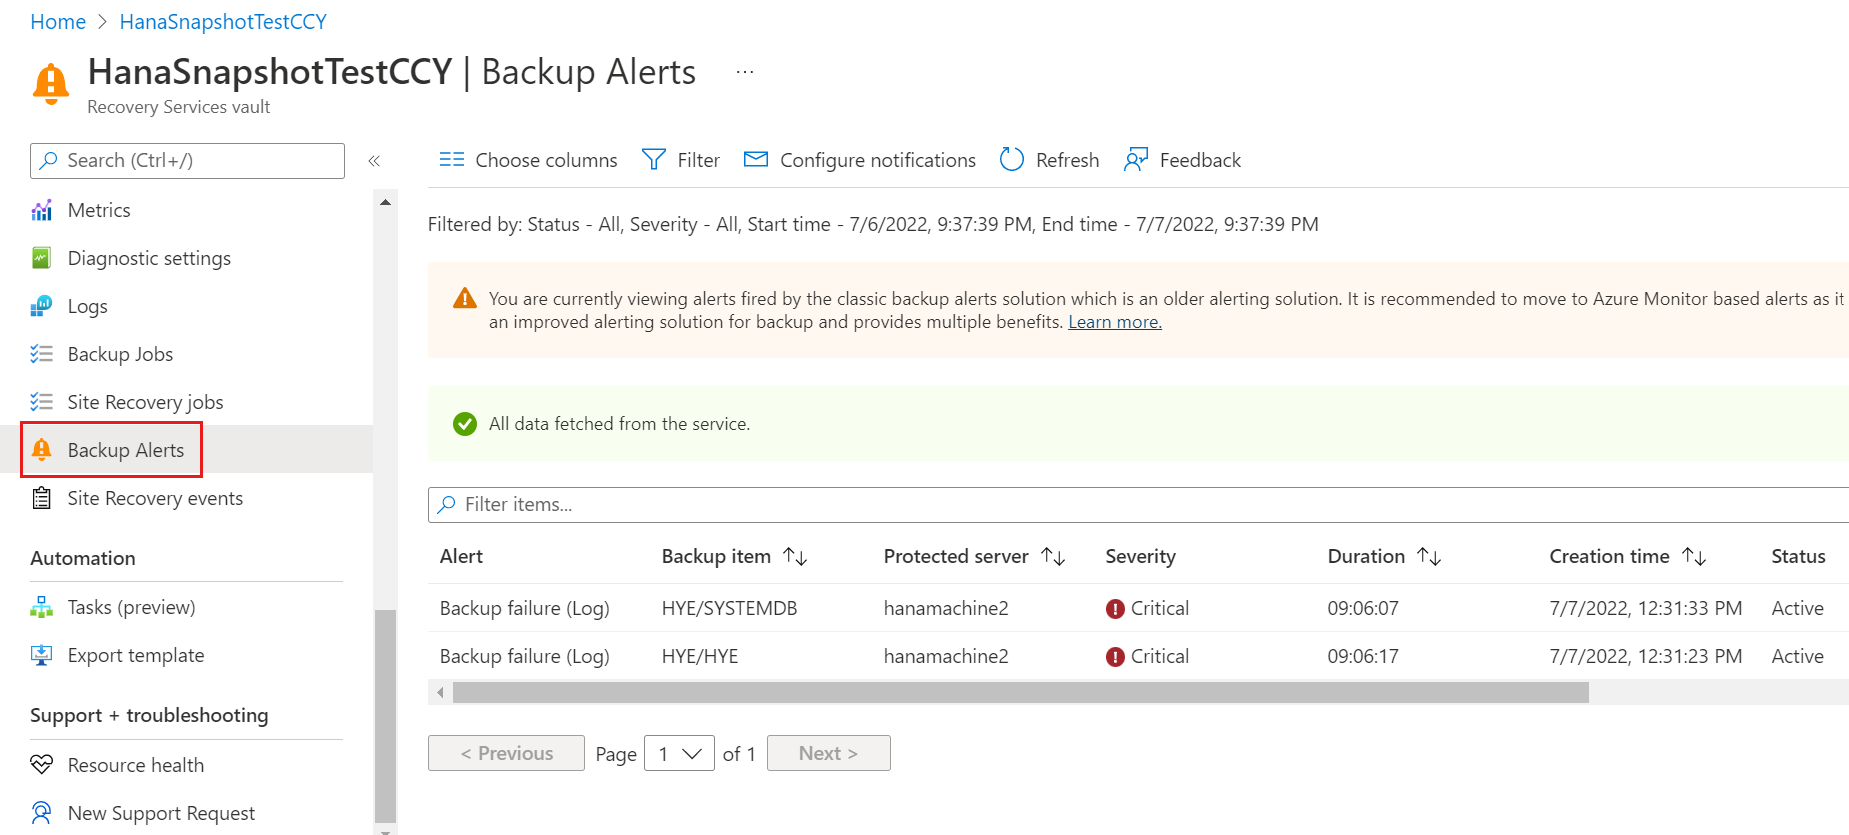 Home > HanaSnapshotTestCCY
HanaSnapshotTestCCY | Backup Alerts ...
Recovery Services vault
Search (Ctrl+/) «
Metrics
Diagnostic settings
Logs
Backup Jobs
Site Recovery jobs
Backup Alerts
Site Recovery events
Automation
Tasks (preview)
Export template
Support + troubleshooting
Resource health
New Support Request
Choose columns Filter Configure notifications Refresh Feedback
Filtered by: Status - All, Severity - All, Start time - 7/6/2022, 9:37:39 PM, End time - 7/7/2022, 9:37:39 PM
You are currently viewing alerts fired by the classic backup alerts solution which is an older alerting solution. It is recommended to move to Azure Monitor based alerts as it
an improved alerting solution for backup and provides multiple benefits. Learn more.
All data fetched from the service.
Filter items...
Alert Backup item ↑↓ Protected server ↑↓ Severity Duration ↑↓ Creation time ↑↓ Status
Backup failure (Log) HYE/SYSTEMDB hanamachine2 Critical 09:06:07 7/7/2022, 12:31:33 PM Active
Backup failure (Log) HYE/HYE hanamachine2 Critical 09:06:17 7/7/2022, 12:31:23 PM Active
< Previous Page 1 of 1 Next >